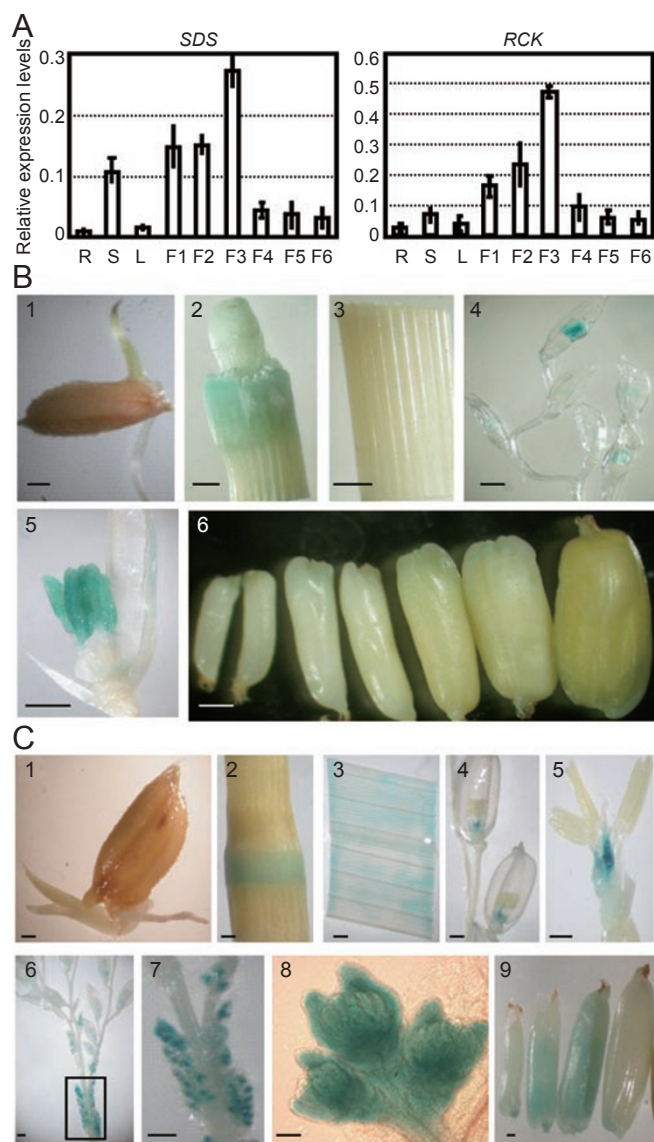 A
SDS
RCK
Relative expression levels
0.3
0.2
0.1
0
R S L F1 F2 F3 F4 F5 F6
0.6
0.5
0.4
0.3
0.2
0.1
0
R S L F1 F2 F3 F4 F5 F6
B
1 2 3 4
5 6
C
1 2 3 4 5
6 7 8 9